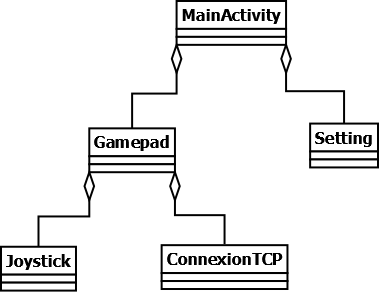 MainActivity
Gamepad
Setting
Joystick
ConnexionTCP